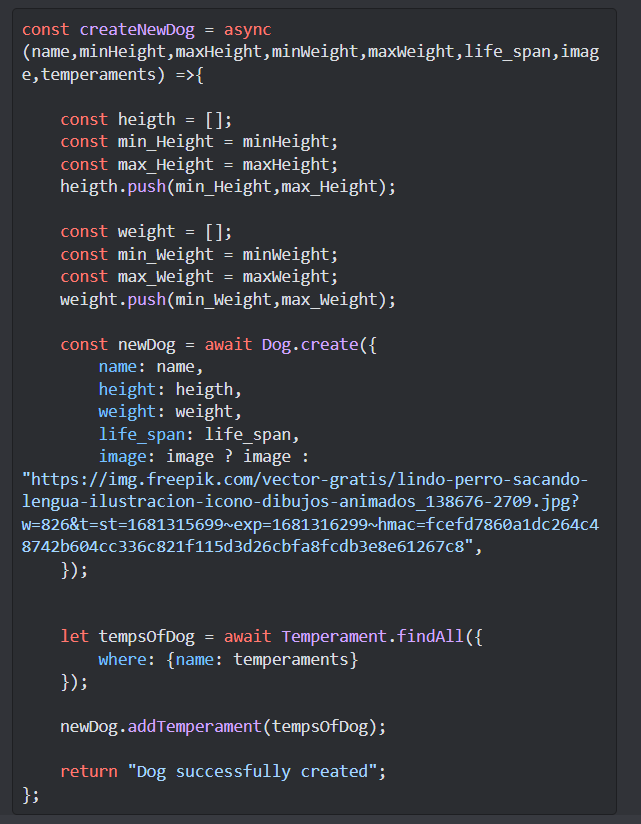 const createNewDog = async
(name,minHeight,maxHeight,minWeight,maxWeight,life_span,imag
e,temperaments) =>{
const heigth = [];
const min_Height = minHeight;
const max_Height = maxHeight;
heigth.push(min_Height,max_Height);
const weight = [];
const min_Weight = minWeight;
const max_Weight = maxWeight;
weight.push(min_Weight,max_Weight);
const newDog = await Dog.create({
name: name,
height: heigth,
weight: weight,
life_span: life_span,
image: image ? image :
"https://img.freepik.com/vector-gratis/lindo-perro-sacando-
lengua-ilustracion-icono-dibujos-animados_138676-2709.jpg?
w=826&t=st=1681315699~exp=1681316299~hmac=fcefd7860a1dc264c4
8742b604cc336c821f115d3d26cbfa8fcdb3e8e61267c8",
});
let tempsOfDog = await Temperament.findAll({
where: {name: temperaments}
});
newDog.addTemperament(tempsOfDog);
return "Dog successfully created";
};